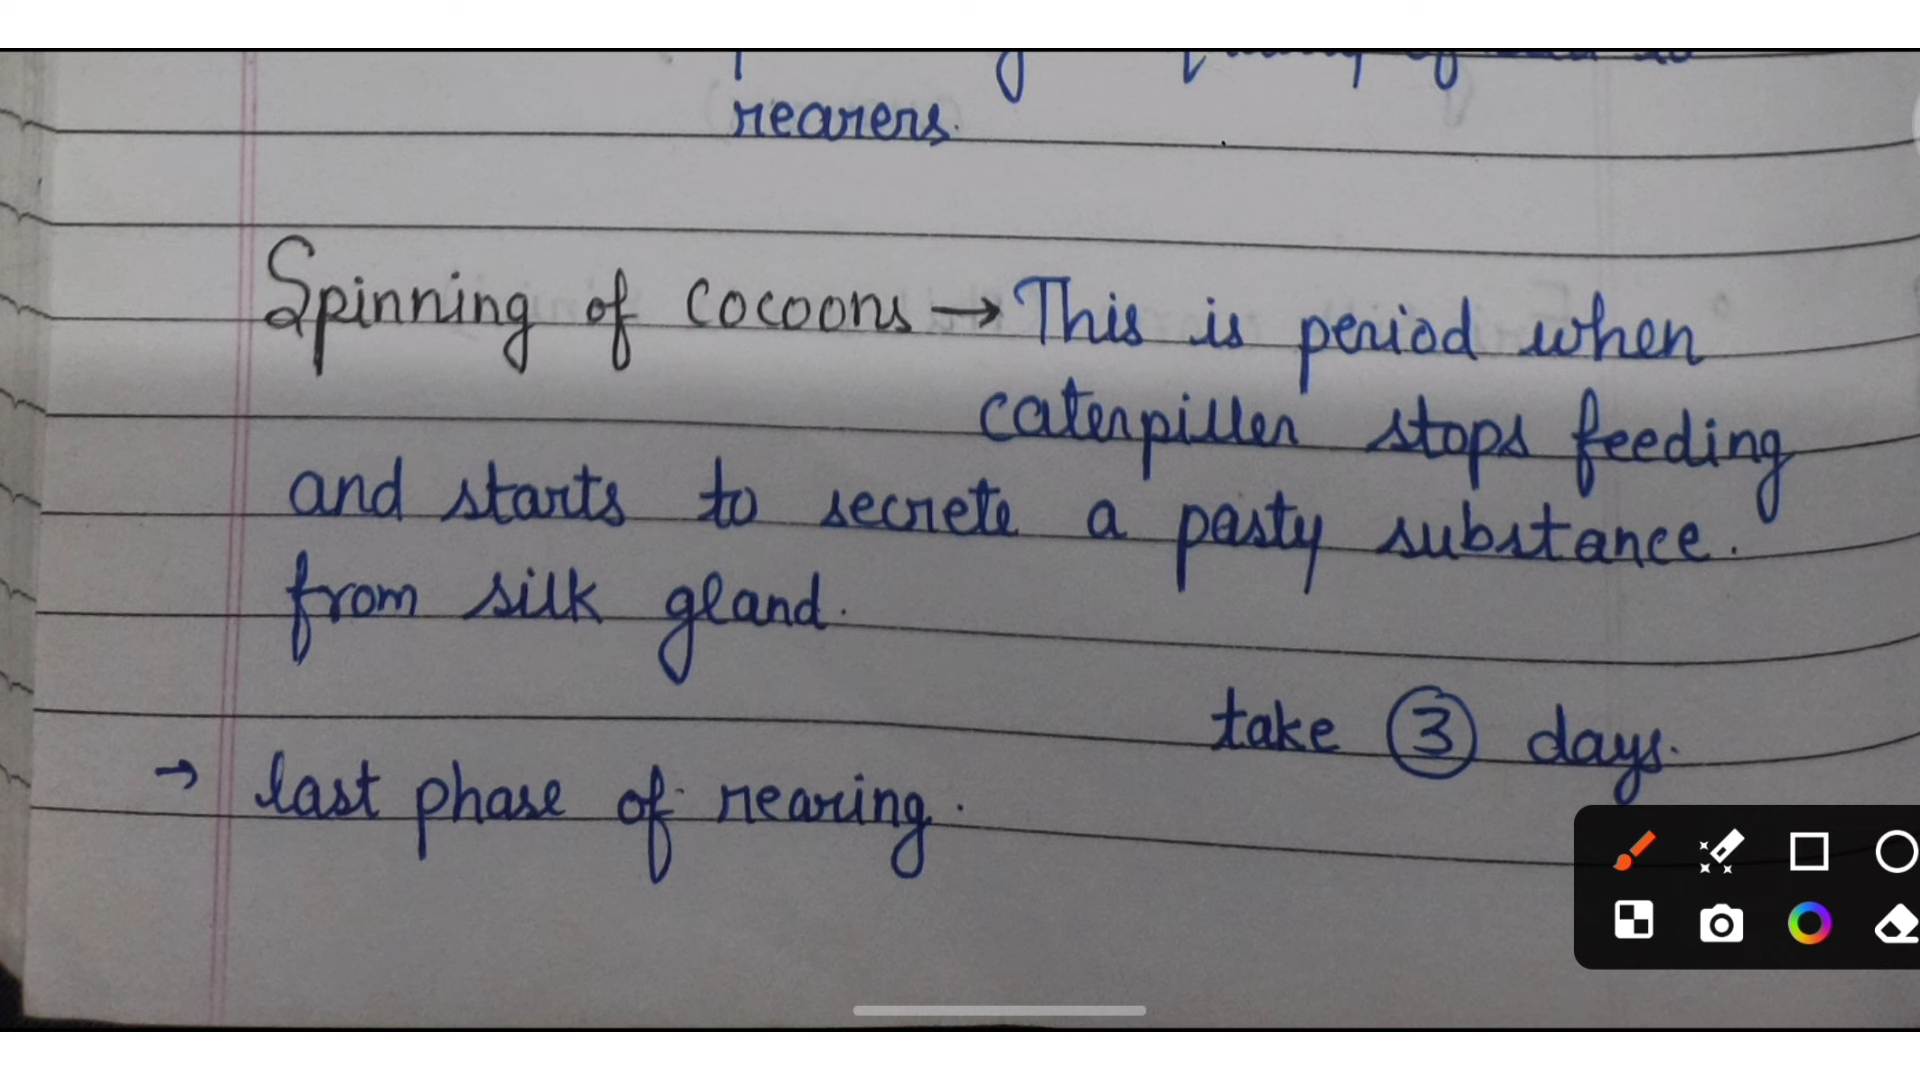 rearers.
Spinning of cocoons → This is period when
caterpiller stops feeding
and starts to secrete a pasty substance.
from silk gland.
take ③ days.
→ last phase of rearing.